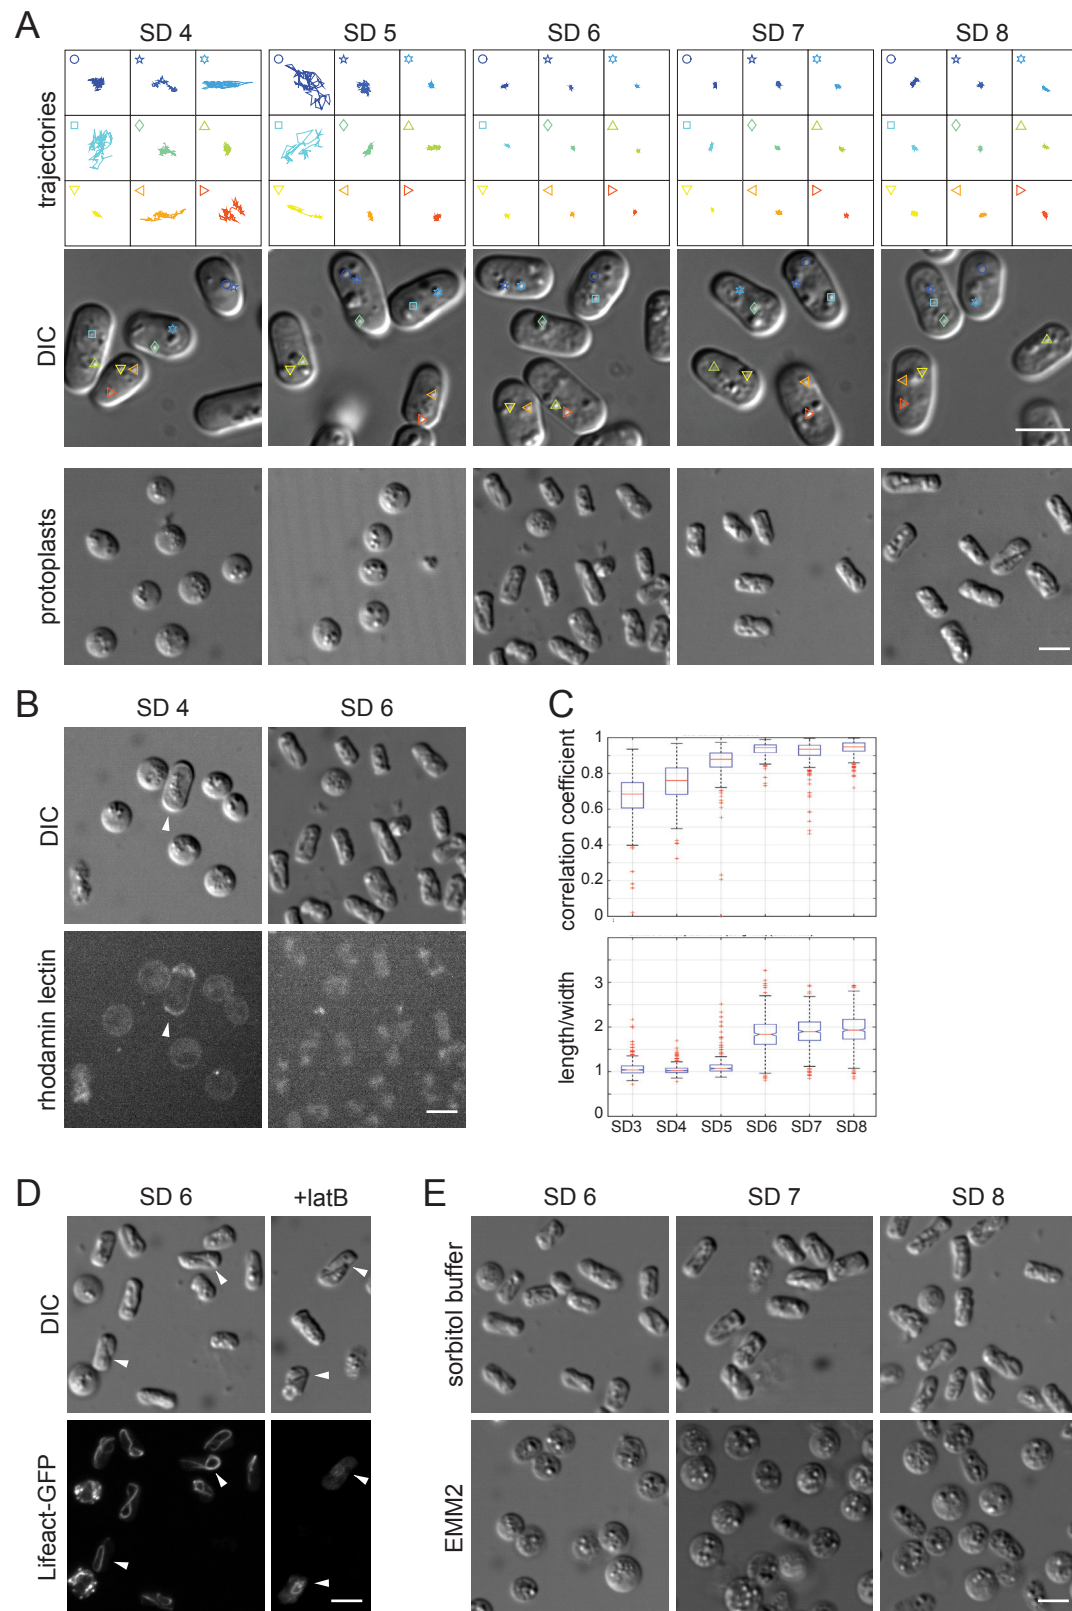 A
SD 4 SD 5 SD 6 SD 7 SD 8
trajectories
DIC
protoplasts
B
SD 4 SD 6
DIC
rhodamin lectin
C
correlation coefficient
1
0.8
0.6
0.4
0.2
0
length/width
3
2
1
0
SD3 SD4 SD5 SD6 SD7 SD8
D
SD 6 +latB
DIC
Lifeact-GFP
E
SD 6 SD 7 SD 8
sorbitol buffer
EMM2